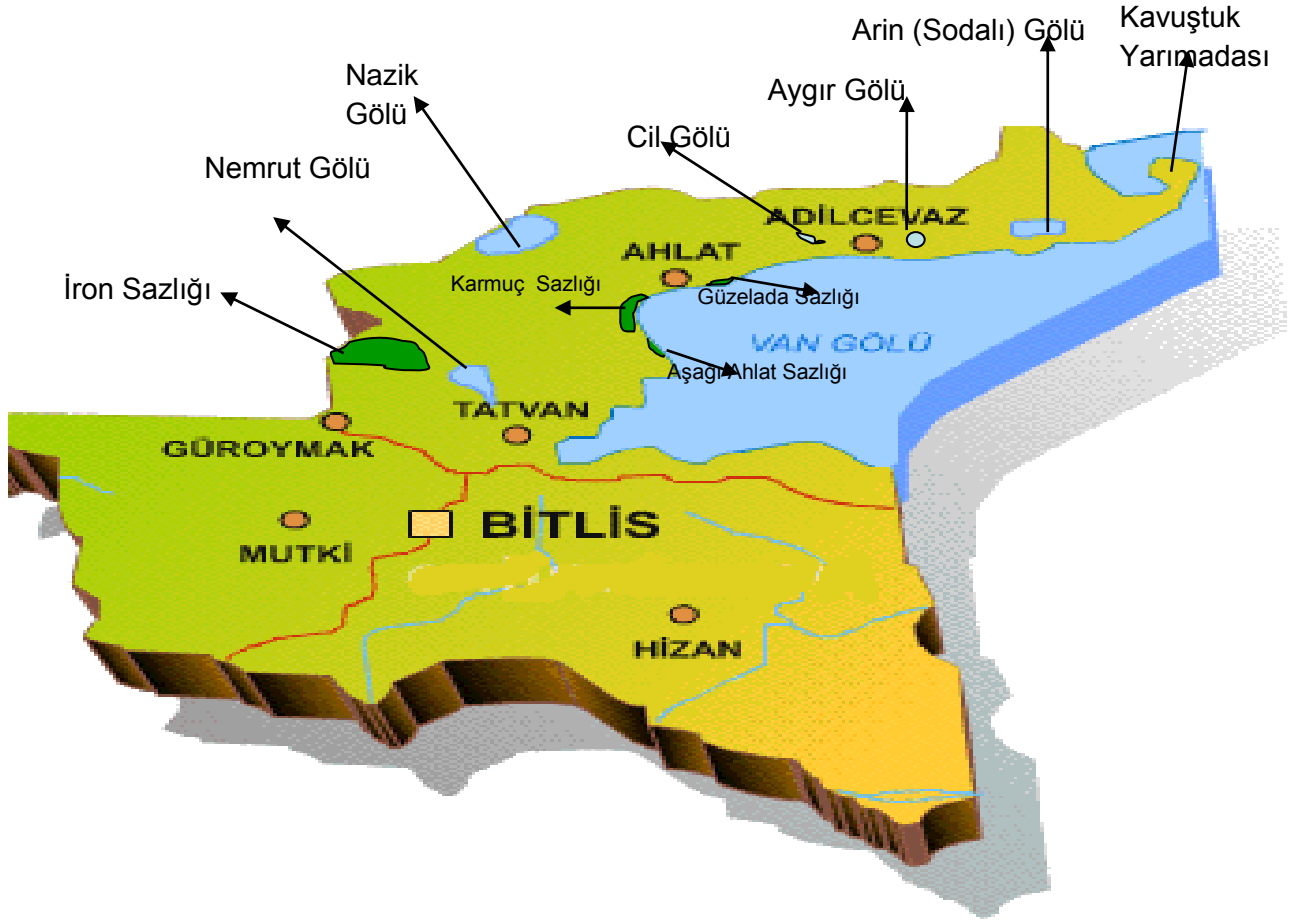 Kavuştuk
Yarımadası
Arin (Sodalı) Gölü
Nazik
Gölü
Aygır Gölü
Cil Gölü
Nemrut Gölü
ADİLCEVAZ
AHLAT
İron Sazlığı
Karmuç Sazlığı
Güzelada Sazlığı
VAN GÖLÜ
Aşagı Ahlat Sazlığı
TATVAN
GÜROYMAK
BİTLİS
MUTKİ
HİZAN